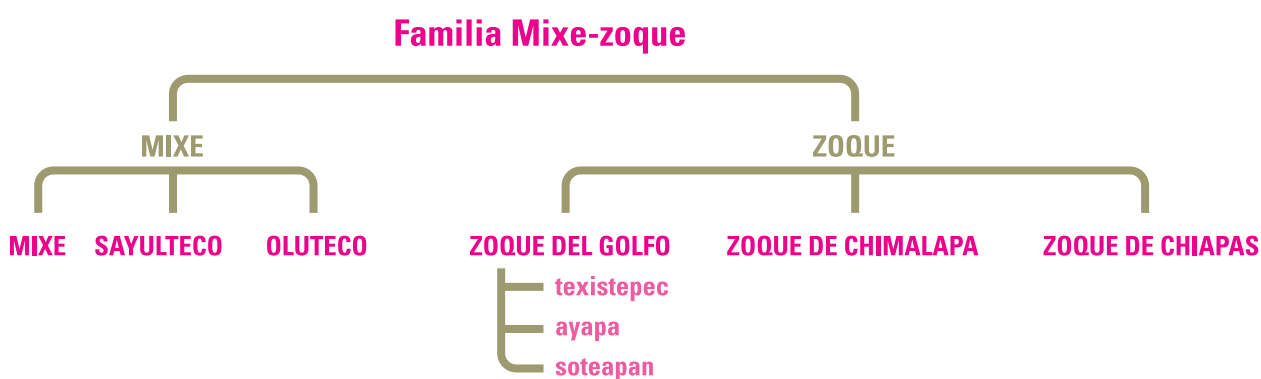 Familia Mixe-zoque
MIXE ZOQUE
MIXE SAYULTECO OLUTECO ZOQUE DEL GOLFO ZOQUE DE CHIMALAPA ZOQUE DE CHIAPAS
texistepec
ayapa
soteapan